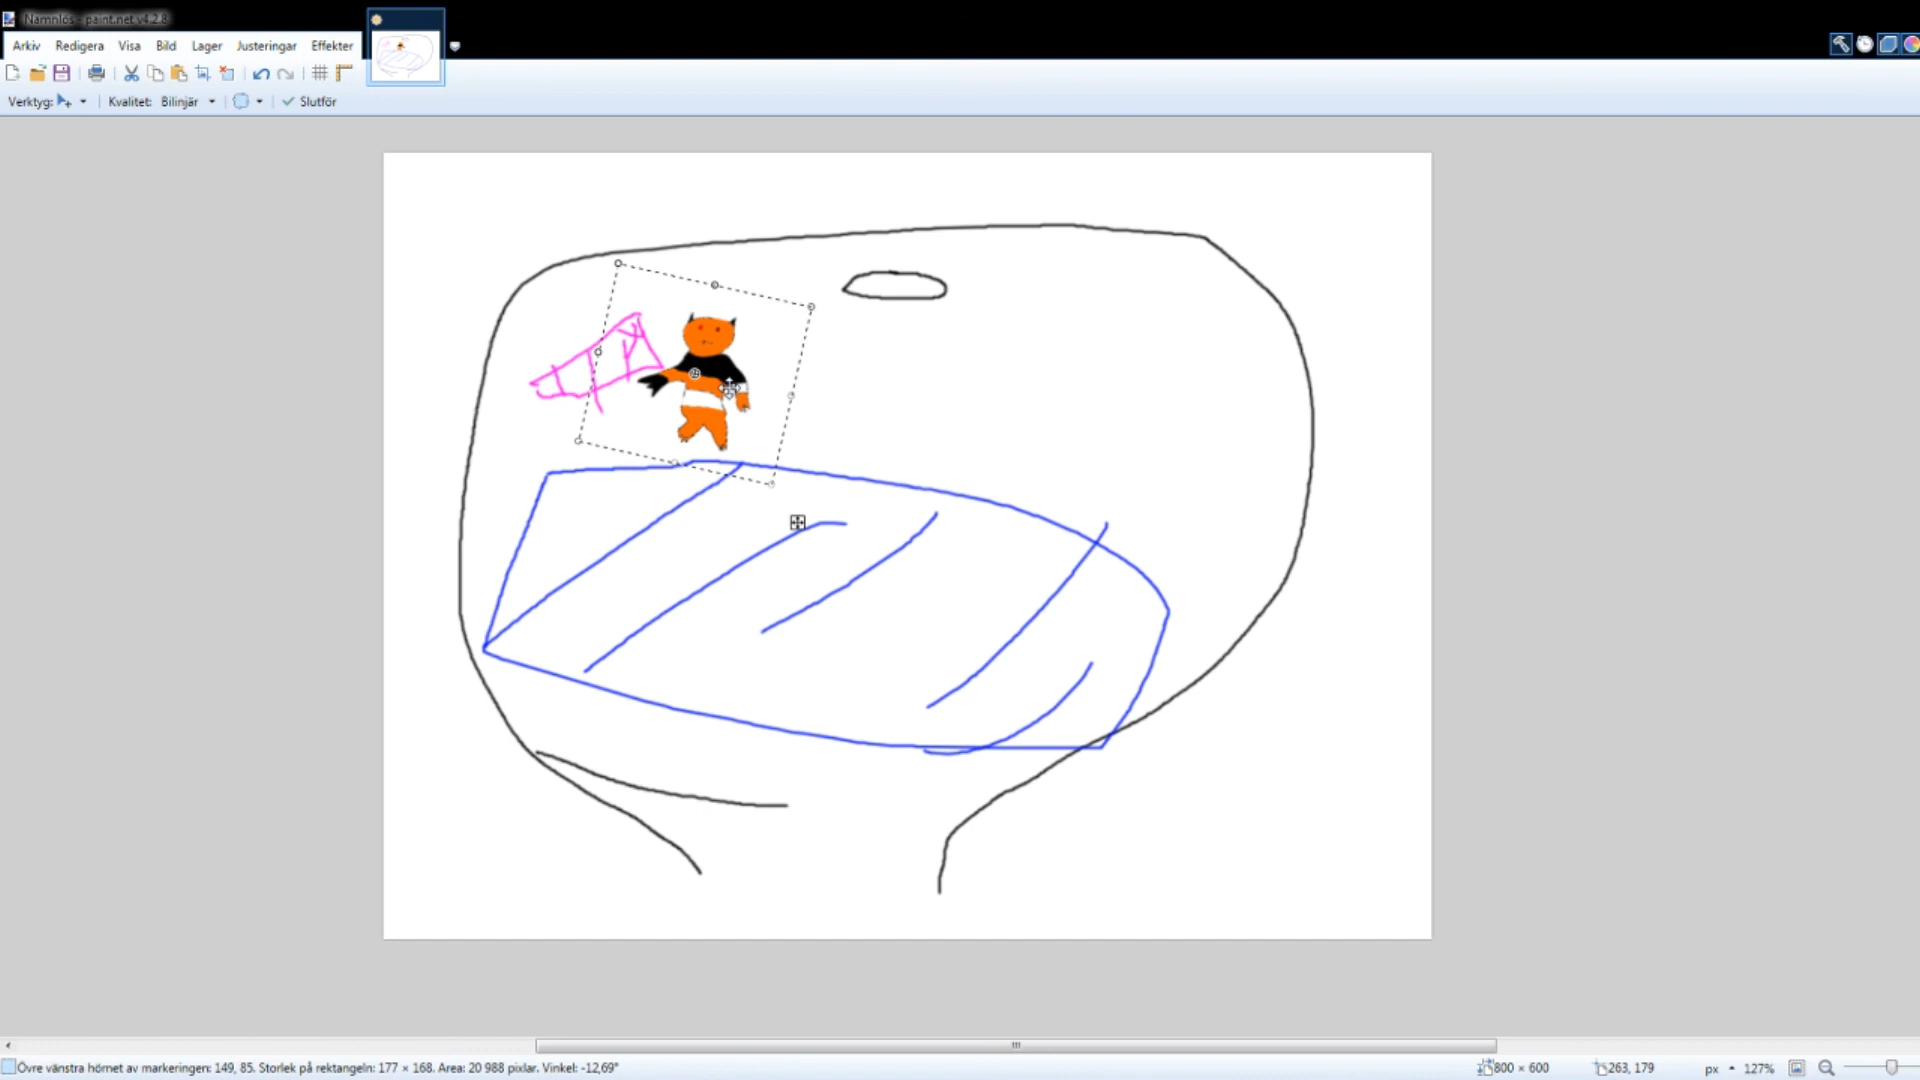 Namnlös - paint.net v4.2.8
Arkiv Redigera Visa Bild Lager Justeringar Effekter
Verktyg: Kvalitet: Bilinjär Slutför
Övre vänstra hörnet av markeringen: 149, 85. Storlek på rektangeln: 177 × 168. Area: 20 988 pixlar. Vinkel: -12,69° 800 × 600 263, 179 px 127%